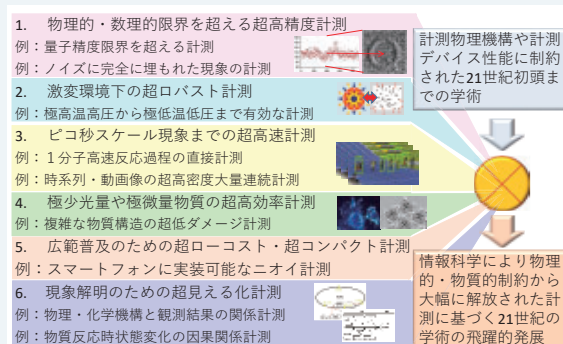 1. 物理的・数理的限界を超える超高精度計測
例：量子精度限界を超える計測
例：ノイズに完全に埋もれた現象の計測
2. 激変環境下の超ロバスト計測
例：極高温高圧から極低温低圧まで有効な計測
3. ピコ秒スケール現象までの超高速計測
例：１分子高速反応過程の直接計測
例：時系列・動画像の超高密度大量連続計測
4. 極少光量や極微量物質の超高効率計測
例：複雑な物質構造の超低ダメージ計測
5. 広範普及のための超ローコスト・超コンパクト計測
例：スマートフォンに実装可能なニオイ計測
6. 現象解明のための超見える化計測
例：物理・化学機構と観測結果の関係計測
例：物質反応時状態変化の因果関係計測
計測物理機構や計測
デバイス性能に制約
された21世紀初頭ま
での学術
情報科学により物理
的・物質的制約から
大幅に解放された計
測に基づく21世紀の
学術の飛躍的発展